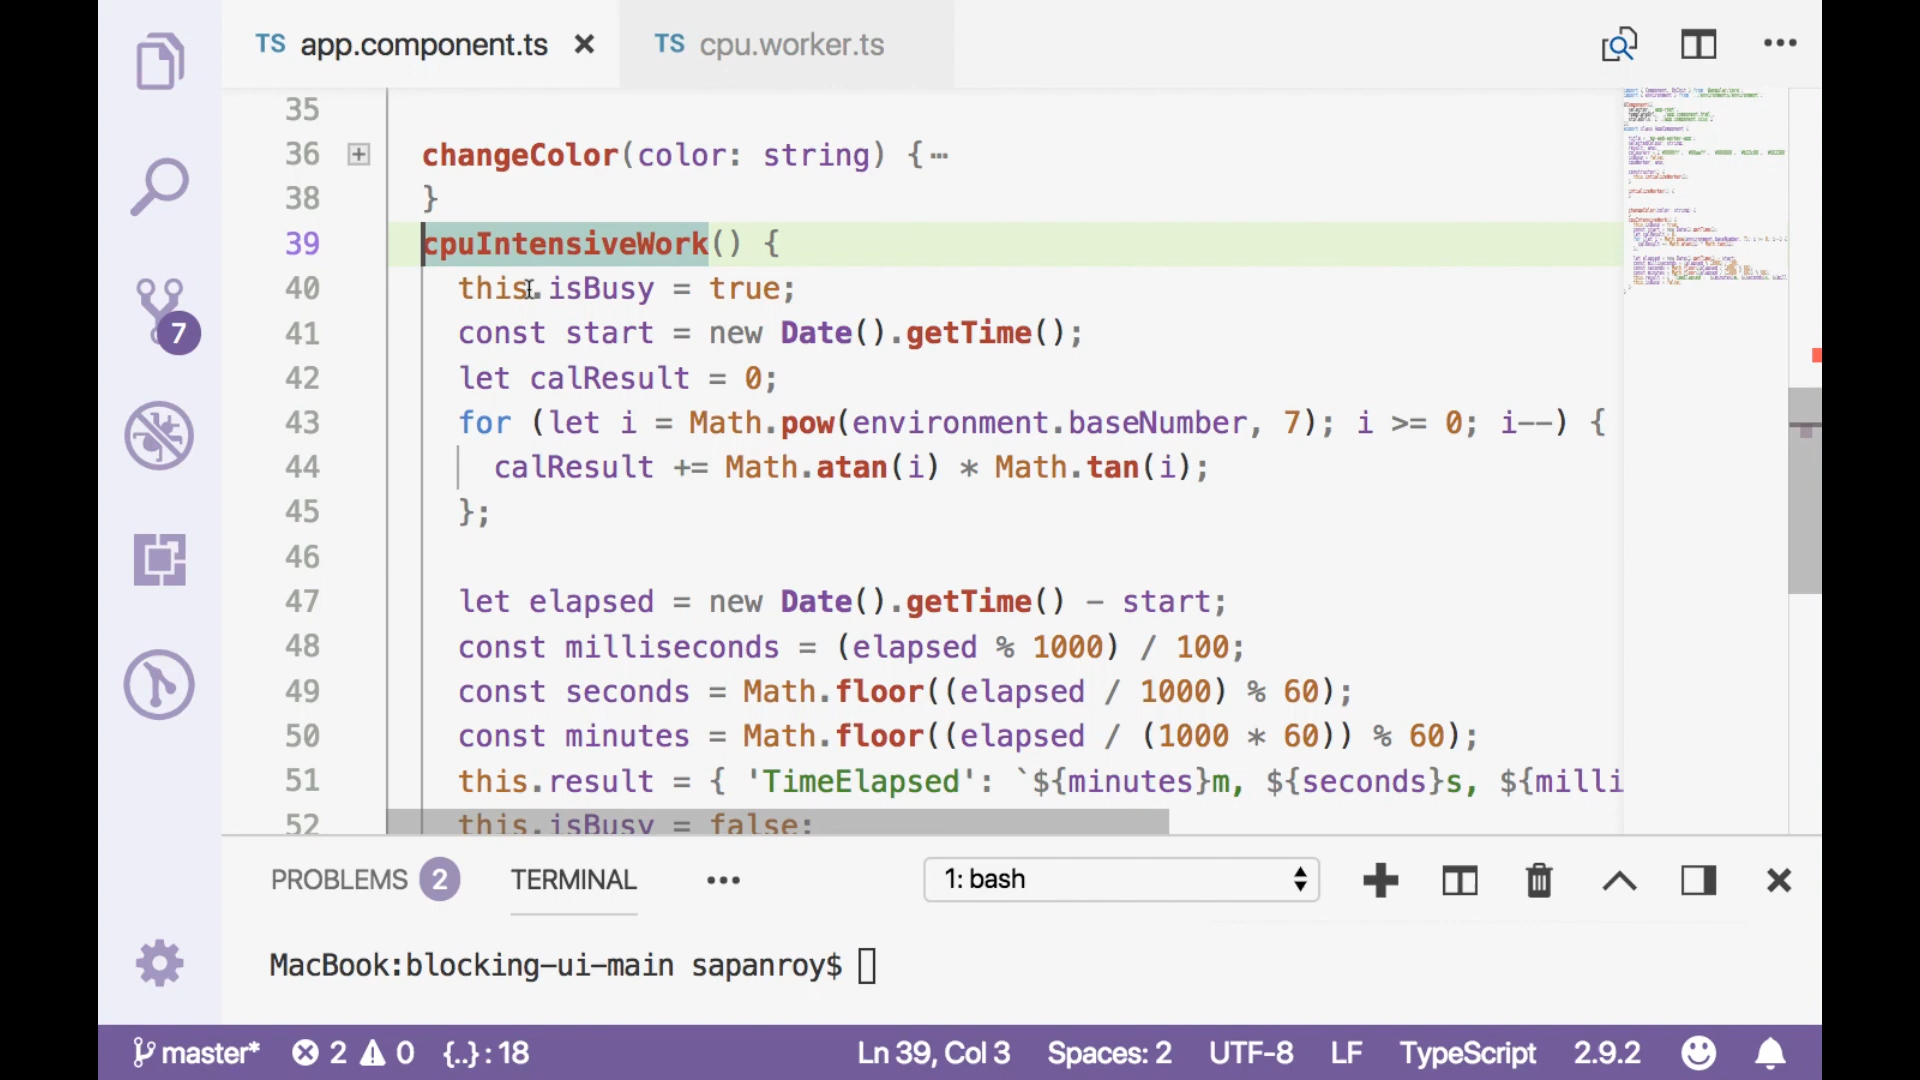 TS app.component.ts TS cpu.worker.ts
35
36 changeColor(color: string) {
38 }
39 cpuIntensiveWork() {
40 this.isBusy = true;
41 const start = new Date().getTime();
42 let calResult = 0;
43 for (let i = Math.pow(environment.baseNumber, 7); i >= 0; i--) {
44 calResult += Math.atan(i) * Math.tan(i);
45 };
46
47 let elapsed = new Date().getTime() - start;
48 const milliseconds = (elapsed % 1000) / 100;
49 const seconds = Math.floor((elapsed / 1000) % 60);
50 const minutes = Math.floor((elapsed / (1000 * 60)) % 60);
51 this.result = { 'TimeElapsed': `${minutes}m, ${seconds}s, ${milli
52 this.isBusy = false;
7
PROBLEMS 2 TERMINAL ••• 1: bash
MacBook:blocking-ui-main sapanroy$
master* 2 0 {..} : 18 Ln 39, Col 3 Spaces: 2 UTF-8 LF TypeScript 2.9.2